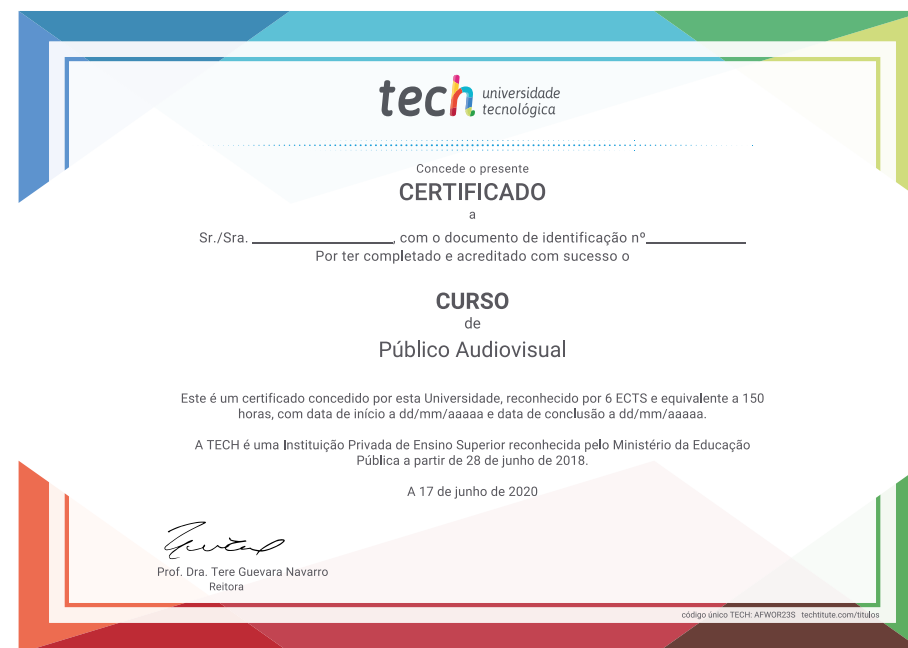 tech universidade
tecnológica
Concede o presente
CERTIFICADO
a
Sr./Sra. , com o documento de identificação nº
Por ter completado e acreditado com sucesso o
CURSO
de
Público Audiovisual
Este é um certificado concedido por esta Universidade, reconhecido por 6 ECTS e equivalente a 150
horas, com data de início a dd/mm/aaaaa e data de conclusão a dd/mm/aaaaa.
A TECH é uma Instituição Privada de Ensino Superior reconhecida pelo Ministério da Educação
Pública a partir de 28 de junho de 2018.
A 17 de junho de 2020
Prof. Dra. Tere Guevara Navarro
Reitora
código único TECH: AFWOR23S techtitute.com/titulos